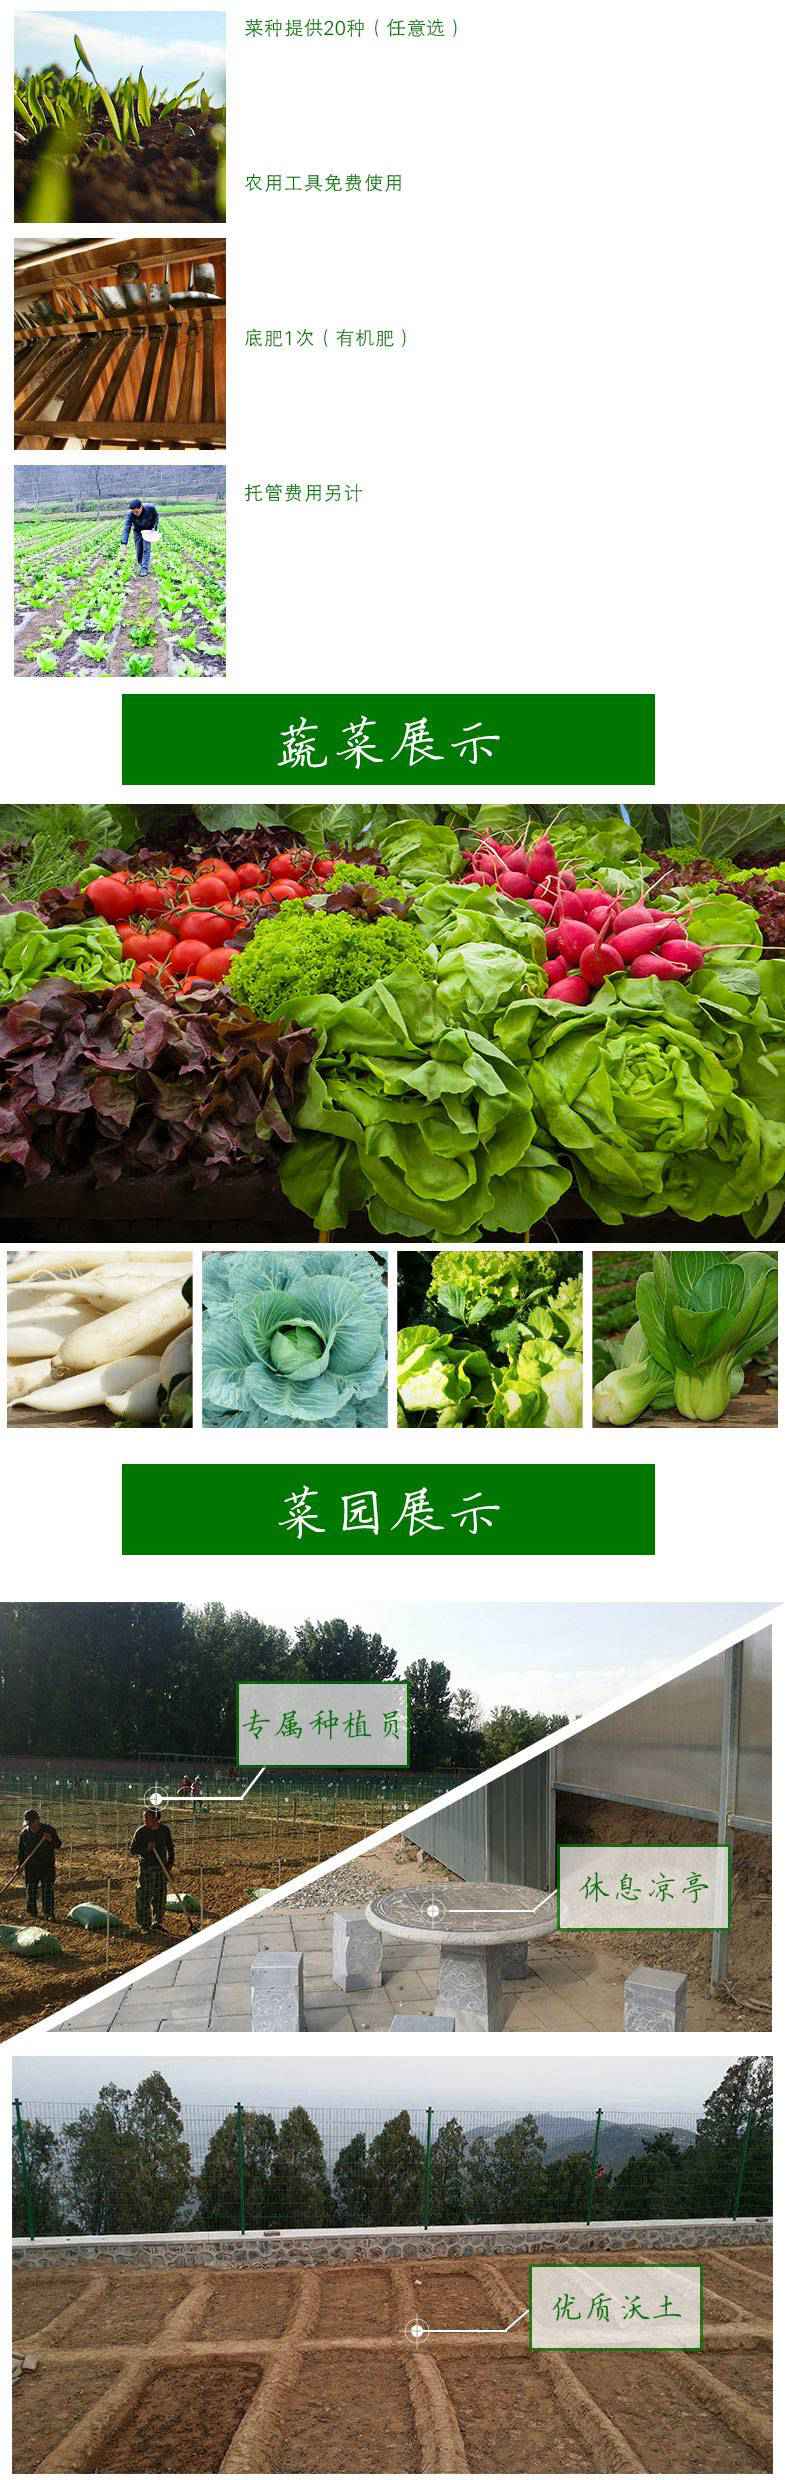 菜种提供20种（任意选）
农用工具免费使用
底肥1次（有机肥）
托管费用另计
蔬菜展示
菜园展示
专属种植员
休息凉亭
优质沃土